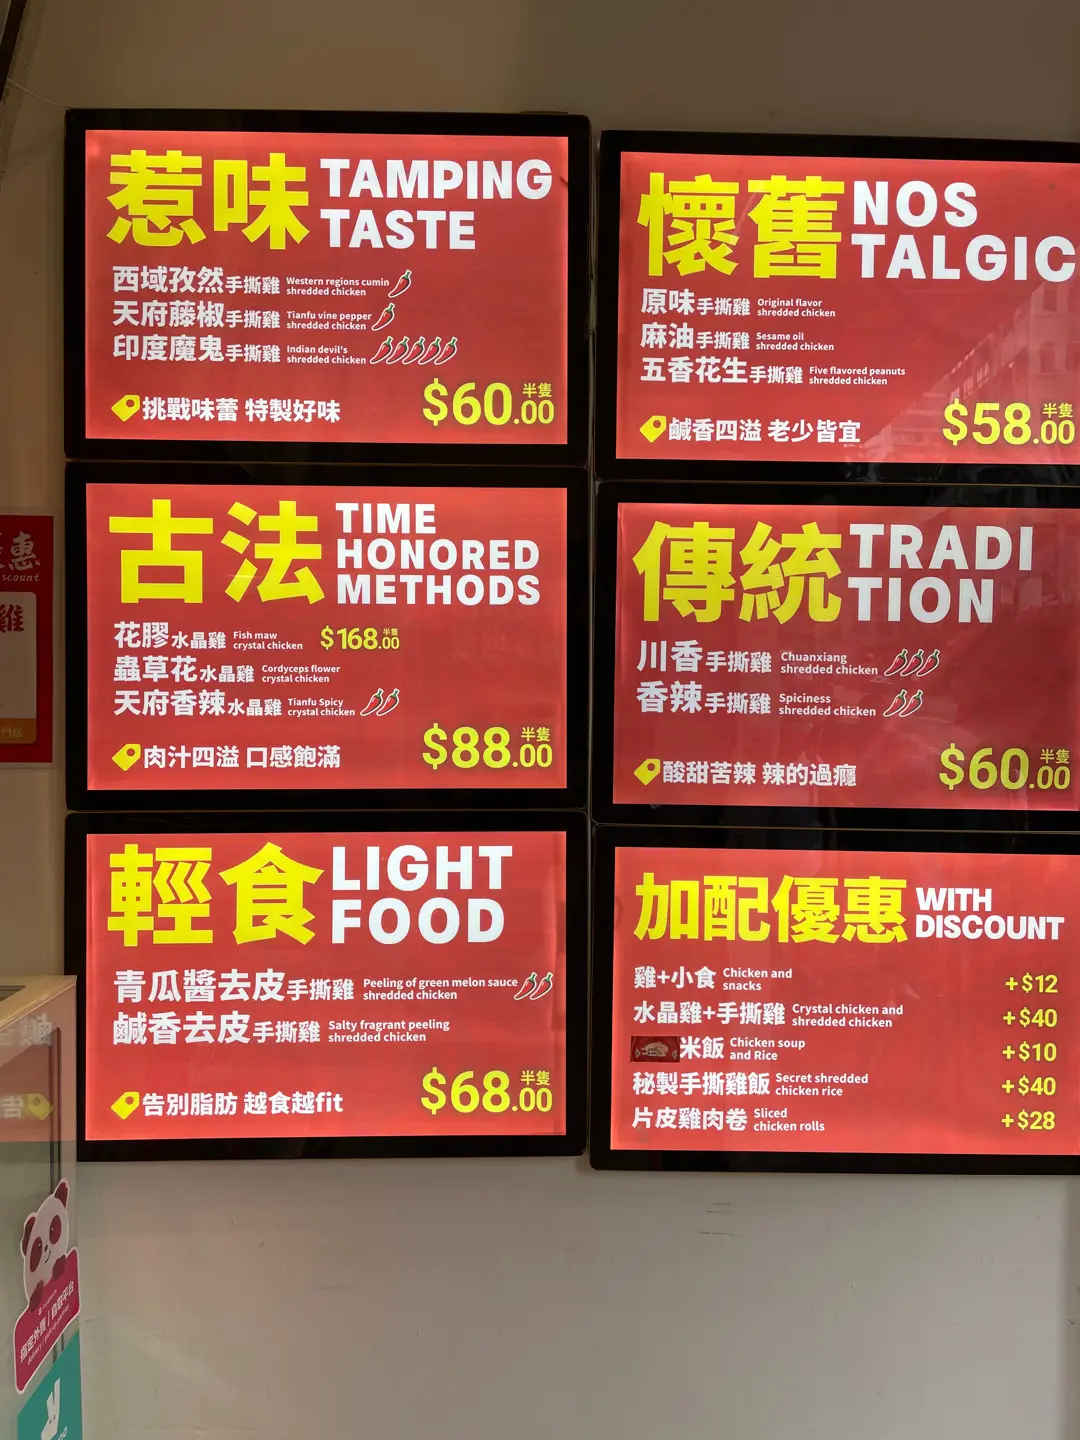 惹味 TAMPING
TASTE
西域孜然手撕雞 Western regions cumin
shredded chicken
天府藤椒手撕雞 Tianfu vine pepper
shredded chicken
印度魔鬼手撕雞 Indian devil's
shredded chicken
挑戰味蕾 特製好味
$60.00 半隻
懷舊 NOS
TALGIC
原味手撕雞 Original flavor
shredded chicken
麻油手撕雞 Sesame oil
shredded chicken
五香花生手撕雞 Five flavored peanuts
shredded chicken
鹹香四溢 老少皆宜
$58.00 半隻
古法 TIME
HONORED
METHODS
花膠水晶雞 Fish maw
crystal chicken $168.00 半隻
蟲草花水晶雞 Cordyceps flower
crystal chicken
天府香辣水晶雞 Tianfu Spicy
crystal chicken
肉汁四溢 口感飽滿
$88.00 半隻
傳統 TRADI
TION
川香手撕雞 Chuanxiang
shredded chicken
香辣手撕雞 Spiciness
shredded chicken
酸甜苦辣 辣的過癮
$60.00 半隻
輕食 LIGHT
FOOD
青瓜醬去皮手撕雞 Peeling of green melon sauce
shredded chicken
鹹香去皮手撕雞 Salty fragrant peeling
shredded chicken
告別脂肪 越食越fit
$68.00 半隻
加配優惠 WITH
DISCOUNT
雞+小食 Chicken and
snacks +$12
水晶雞+手撕雞 Crystal chicken and
shredded chicken +$40
米飯 Chicken soup
and Rice +$10
秘製手撕雞飯 Secret shredded
chicken rice +$40
片皮雞肉卷 Sliced
chicken rolls +$28
惠
scount
雞
門店